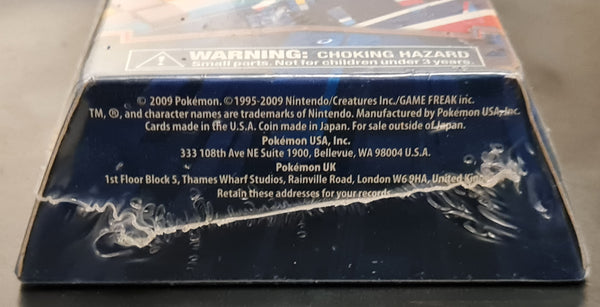 WARNING: CHOKING HAZARD
Small parts. Not for children under 3 years.
© 2009 Pokémon. ©1995-2009 Nintendo/Creatures Inc./GAME FREAK inc.
TM, ®, and character names are trademarks of Nintendo. Manufactured by Pokémon USA, Inc.
Cards made in the U.S.A. Coin made in Japan. For sale outside of Japan.
Pokémon USA, Inc.
333 108th Ave NE Suite 1900, Bellevue, WA 98004 U.S.A.
Pokémon UK
1st Floor Block 5, Thames Wharf Studios, Rainville Road, London W6 9HA, United King
Retain these addresses for your records.